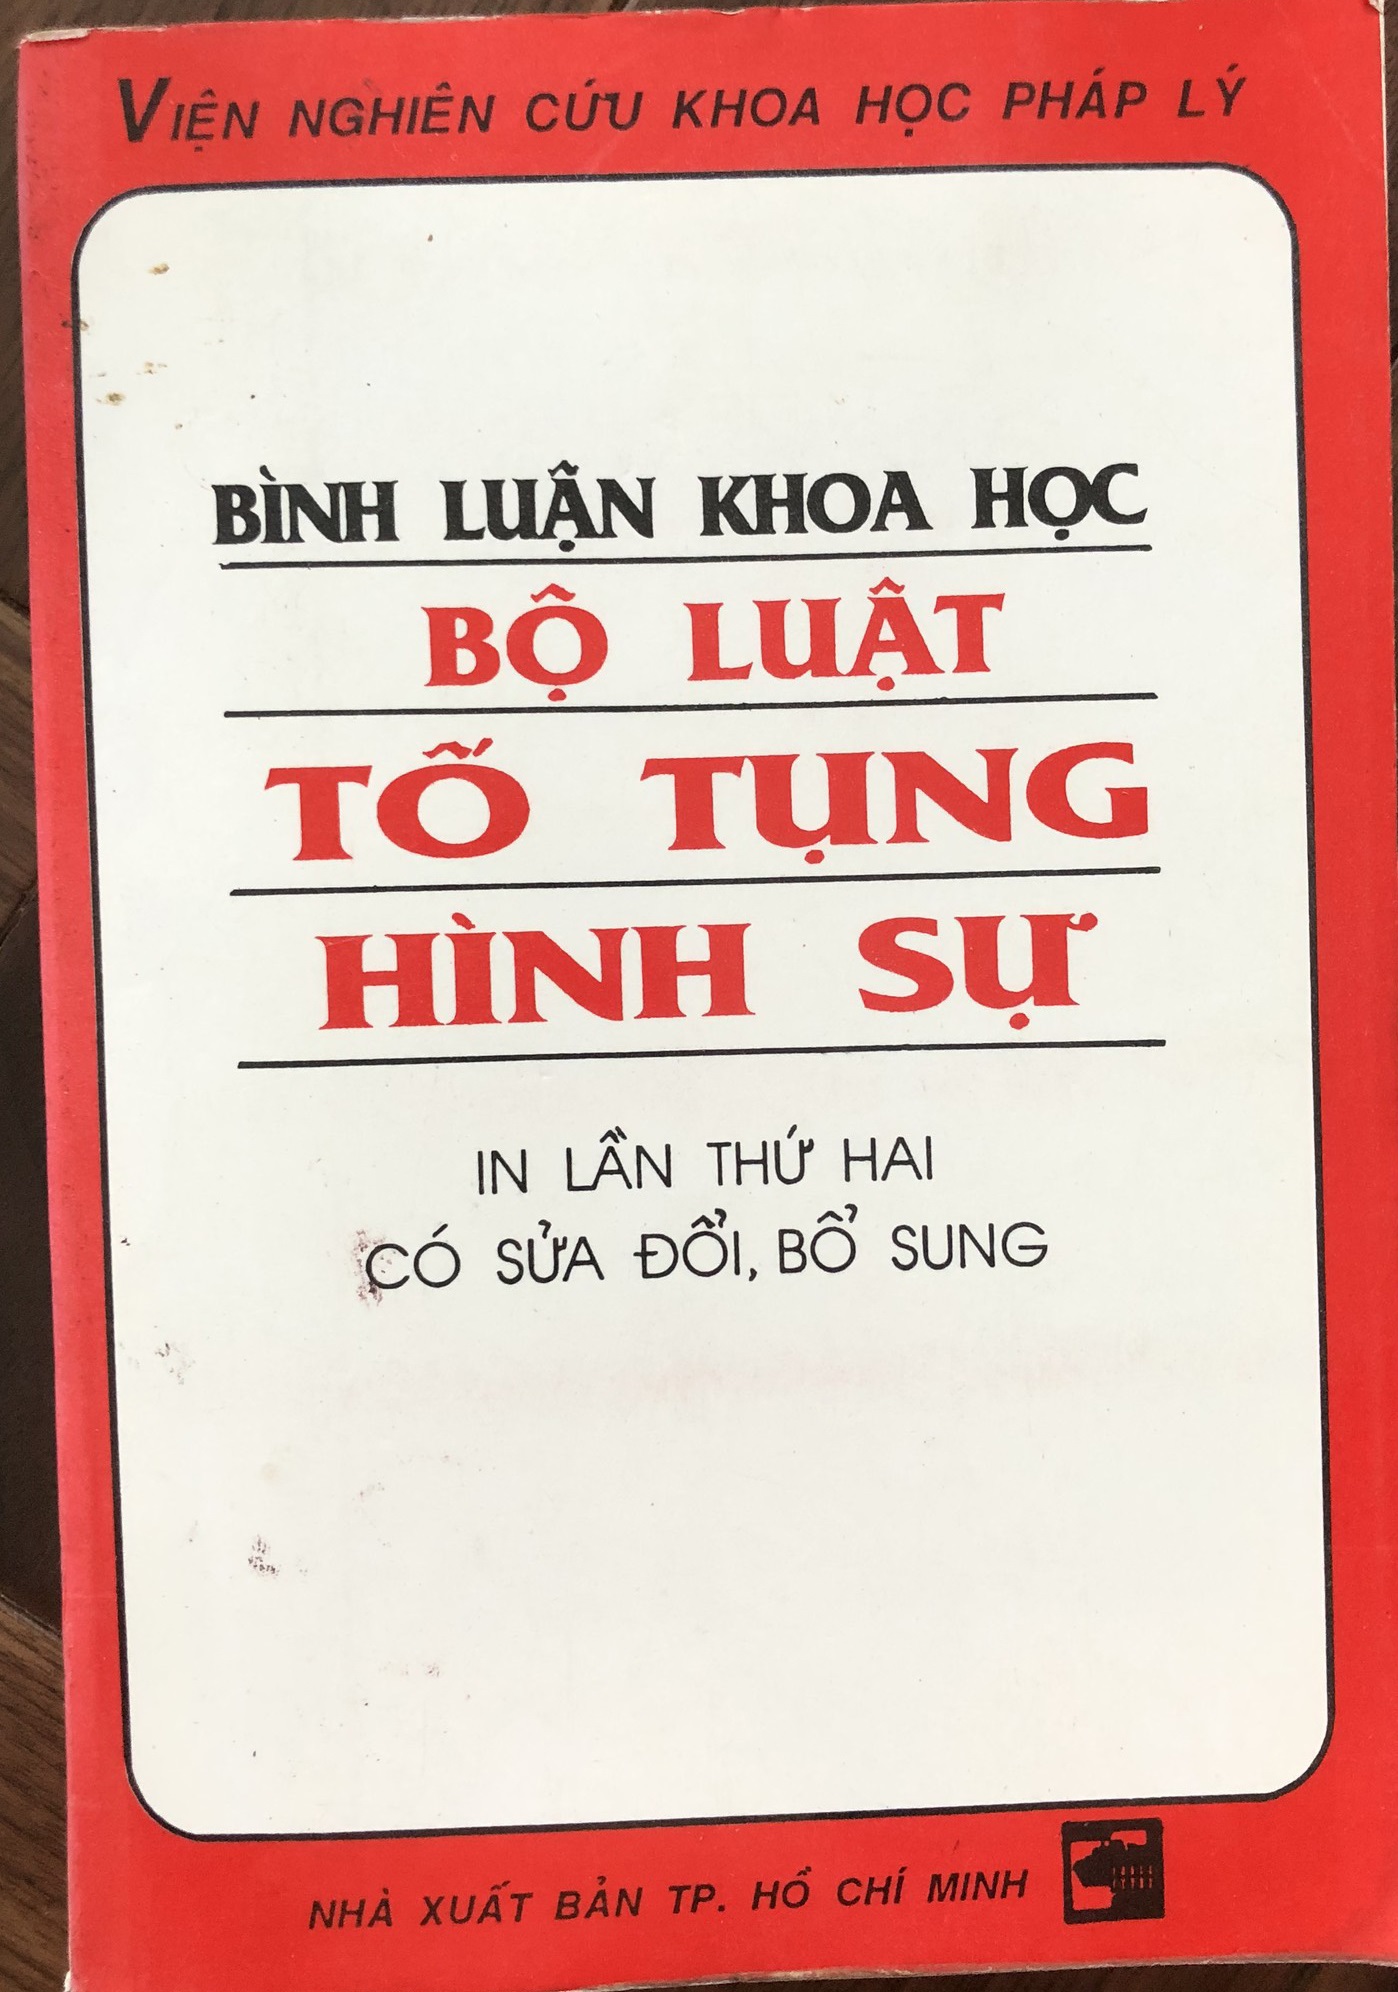 VIỆN NGHIÊN CỨU KHOA HỌC PHÁP LÝ
BÌNH LUẬN KHOA HỌC
BỘ LUẬT
TỐ TỤNG
HÌNH SỰ
IN LẦN THỨ HAI
CÓ SỬA ĐỔI, BỔ SUNG
NHÀ XUẤT BẢN TP. HỒ CHÍ MINH